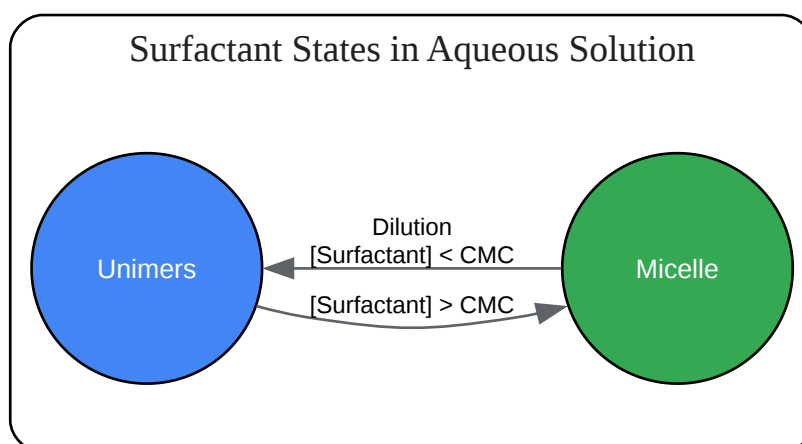 Surfactant States in Aqueous Solution
Dilution
[Surfactant] < CMC
Unimers
Micelle
[Surfactant] > CMC